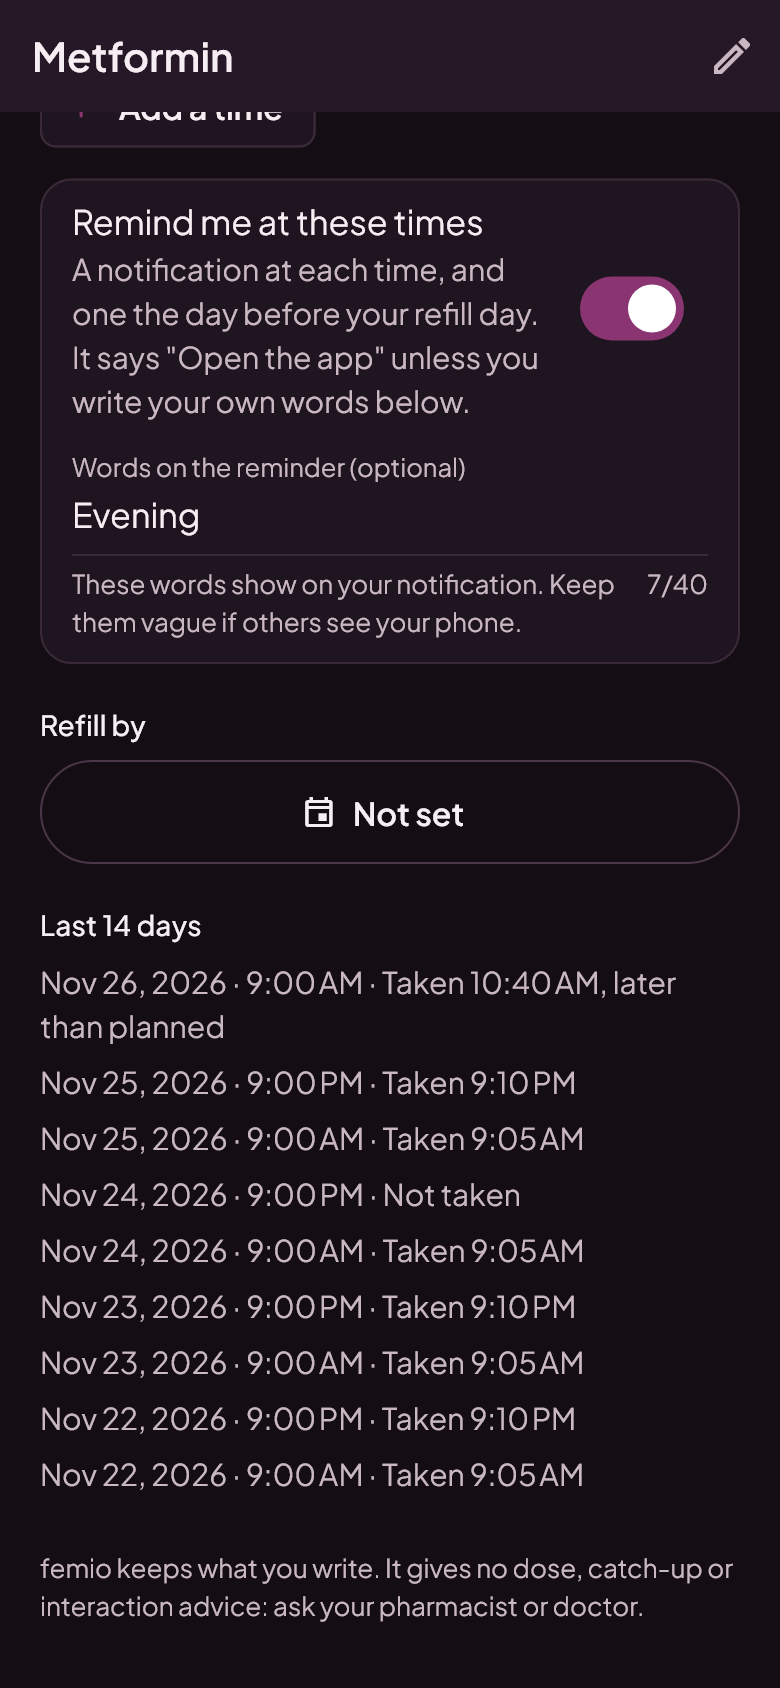 Metformin
Add a time
Remind me at these times
A notification at each time, and
one the day before your refill day.
It says "Open the app" unless you
write your own words below.
Words on the reminder (optional)
Evening
These words show on your notification. Keep 7/40
them vague if others see your phone.
Refill by
Not set
Last 14 days
Nov 26, 2026 · 9:00 AM · Taken 10:40 AM, later
than planned
Nov 25, 2026 · 9:00 PM · Taken 9:10 PM
Nov 25, 2026 · 9:00 AM · Taken 9:05 AM
Nov 24, 2026 · 9:00 PM · Not taken
Nov 24, 2026 · 9:00 AM · Taken 9:05 AM
Nov 23, 2026 · 9:00 PM · Taken 9:10 PM
Nov 23, 2026 · 9:00 AM · Taken 9:05 AM
Nov 22, 2026 · 9:00 PM · Taken 9:10 PM
Nov 22, 2026 · 9:00 AM · Taken 9:05 AM
femio keeps what you write. It gives no dose, catch-up or
interaction advice: ask your pharmacist or doctor.